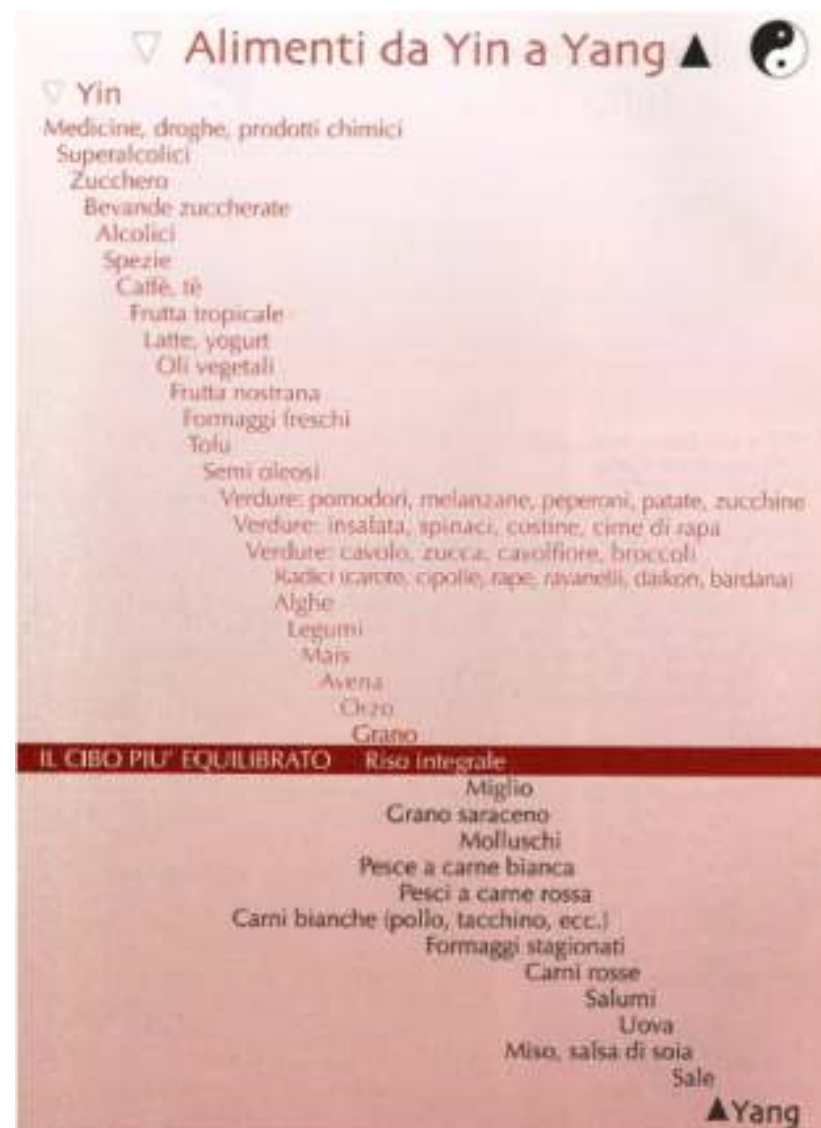 ▽ Alimenti da Yin a Yang ▲
▽ Yin
Medicine, droghe, prodotti chimici
Superalcolici
Zucchero
Bevande zuccherate
Alcolici
Spezie
Caffè, tè
Frutta tropicale
Latte, yogurt
Oli vegetali
Frutta nostrana
Formaggi freschi
Tofu
Semi oleosi
Verdure: pomodori, melanzane, peperoni, patate, zucchine
Verdure: insalata, spinaci, costine, cime di rapa
Verdure: cavolo, zucca, cavolfiore, broccoli
Radici (carote, cipolle, rape, ravanelli, daikon, bardana)
Alghe
Legumi
Mais
Avena
Orzo
Grano
IL CIBO PIU' EQUILIBRATO Riso integrale
Miglio
Grano saraceno
Molluschi
Pesce a carne bianca
Pesci a carne rossa
Carni bianche (pollo, tacchino, ecc.)
Formaggi stagionati
Carni rosse
Salumi
Uova
Miso, salsa di soia
Sale
▲Yang